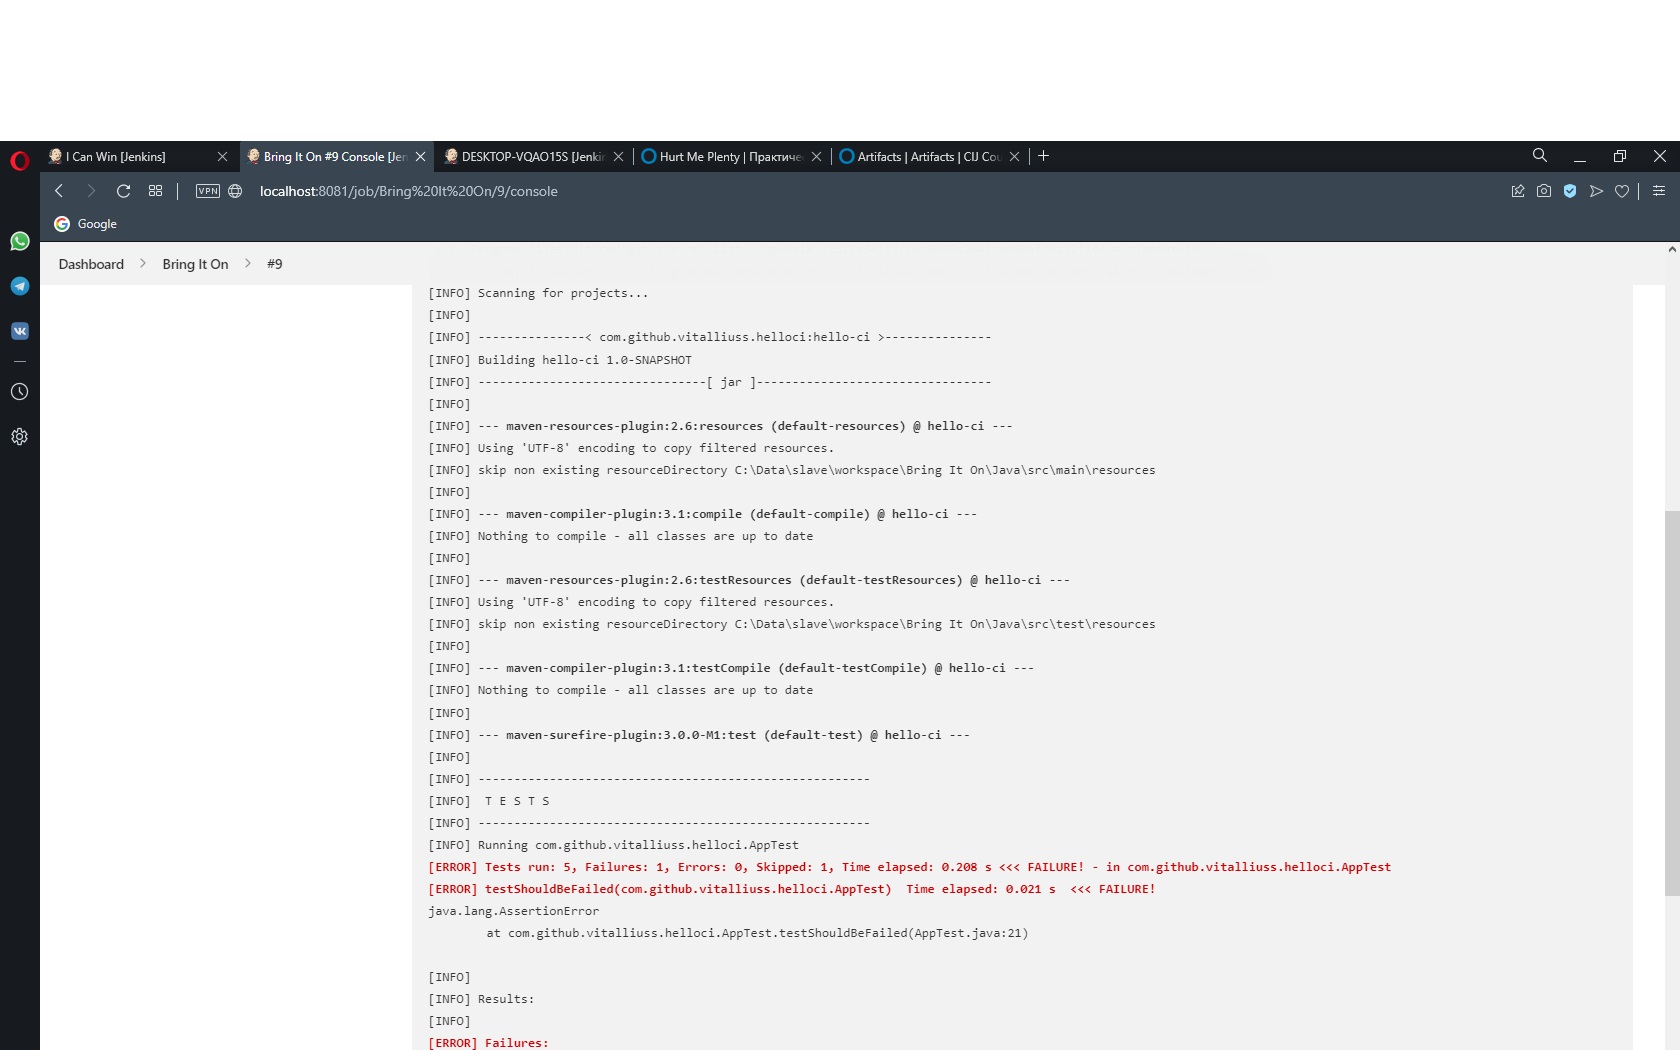 I Can Win [Jenkins]
Bring It On #9 Console [Jen
DESKTOP-VQAO15S [Jenkin
Hurt Me Plenty | Практичес
Artifacts | Artifacts | CIJ Cou
VPN
localhost:8081/job/Bring%20It%20On/9/console
Google
Dashboard
Bring It On
#9
[INFO] Scanning for projects...
[INFO]
[INFO] ---------------< com.github.vitalliuss.helloci:hello-ci >---------------
[INFO] Building hello-ci 1.0-SNAPSHOT
[INFO] --------------------------------[ jar ]---------------------------------
[INFO]
[INFO] --- maven-resources-plugin:2.6:resources (default-resources) @ hello-ci ---
[INFO] Using 'UTF-8' encoding to copy filtered resources.
[INFO] skip non existing resourceDirectory C:\Data\slave\workspace\Bring It On\Java\src\main\resources
[INFO]
[INFO] --- maven-compiler-plugin:3.1:compile (default-compile) @ hello-ci ---
[INFO] Nothing to compile - all classes are up to date
[INFO]
[INFO] --- maven-resources-plugin:2.6:testResources (default-testResources) @ hello-ci ---
[INFO] Using 'UTF-8' encoding to copy filtered resources.
[INFO] skip non existing resourceDirectory C:\Data\slave\workspace\Bring It On\Java\src\test\resources
[INFO]
[INFO] --- maven-compiler-plugin:3.1:testCompile (default-testCompile) @ hello-ci ---
[INFO] Nothing to compile - all classes are up to date
[INFO]
[INFO] --- maven-surefire-plugin:3.0.0-M1:test (default-test) @ hello-ci ---
[INFO]
[INFO] -------------------------------------------------------
[INFO]  T E S T S
[INFO] -------------------------------------------------------
[INFO] Running com.github.vitalliuss.helloci.AppTest
[ERROR] Tests run: 5, Failures: 1, Errors: 0, Skipped: 1, Time elapsed: 0.208 s <<< FAILURE! - in com.github.vitalliuss.helloci.AppTest
[ERROR] testShouldBeFailed(com.github.vitalliuss.helloci.AppTest)  Time elapsed: 0.021 s  <<< FAILURE!
java.lang.AssertionError
at com.github.vitalliuss.helloci.AppTest.testShouldBeFailed(AppTest.java:21)
[INFO]
[INFO] Results:
[INFO]
[ERROR] Failures: